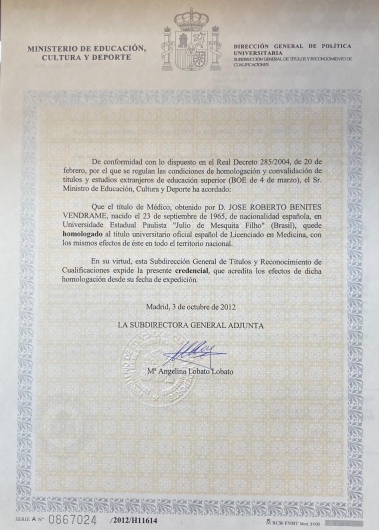 MINISTERIO DE EDUCACIÓN,
CULTURA Y DEPORTE
DIRECCIÓN GENERAL DE POLÍTICA
UNIVERSITARIA
SUBDIRECCIÓN GENERAL DE TÍTULOS Y RECONOCIMIENTO DE
CUALIFICACIONES
De conformidad con lo dispuesto en el Real Decreto 285/2004, de 20 de
febrero, por el que se regulan las condiciones de homologación y convalidación de
títulos y estudios extranjeros de educación superior (BOE de 4 de marzo), el Sr.
Ministro de Educación, Cultura y Deporte ha acordado:
Que el título de Médico, obtenido por D. JOSE ROBERTO BENITES
VENDRAME, nacido el 23 de septiembre de 1965, de nacionalidad española, en
Universidade Estadual Paulista "Julio de Mesquita Filho" (Brasil), quede
homologado al título universitario oficial español de Licenciado en Medicina, con
los mismos efectos de éste en todo el territorio nacional.
En su virtud, esta Subdirección General de Títulos y Reconocimiento de
Cualificaciones expide la presente credencial, que acredita los efectos de dicha
homologación desde su fecha de expedición.
Madrid, 3 de octubre de 2012
LA SUBDIRECTORA GENERAL ADJUNTA
Mª Angelina Lobato Lobato
SERIE A Nº 0867024 /2012/H11614